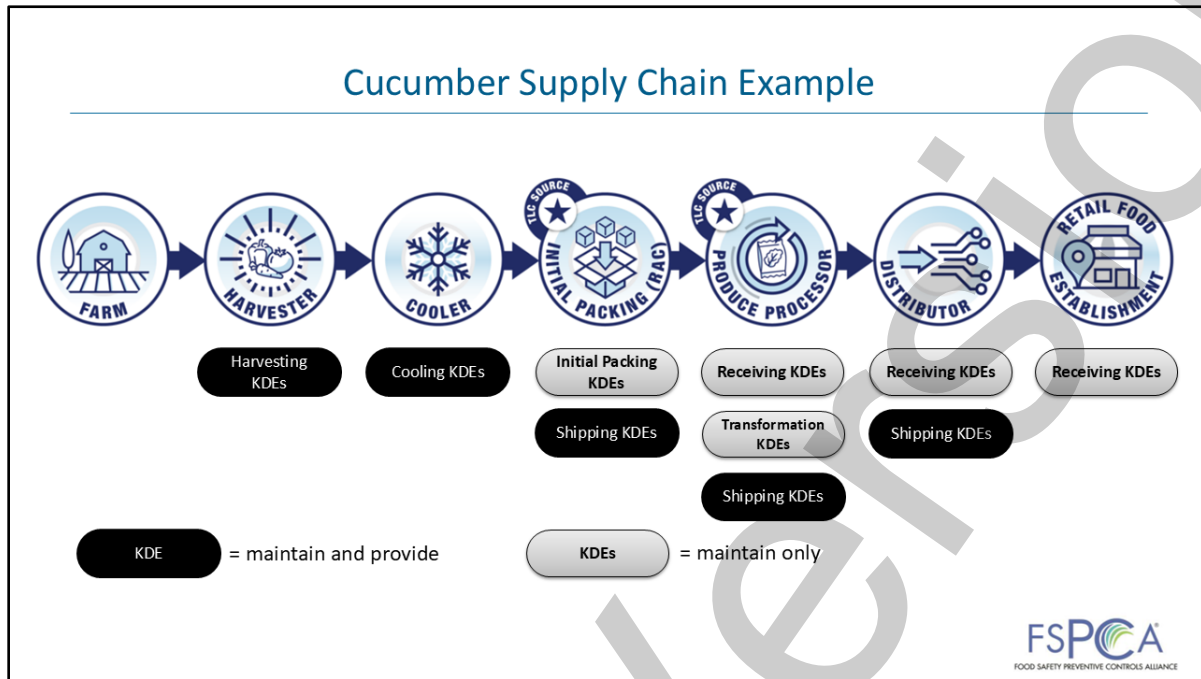 Cucumber Supply Chain Example
FARM
HARVESTER
COOLER
TLC SOURCE
INITIAL PACKING (RAC)
TLC SOURCE
PRODUCE PROCESSOR
DISTRIBUTOR
RETAIL FOOD
ESTABLISHMENT
Harvesting
KDEs
Cooling KDEs
Initial Packing
KDEs
Receiving KDEs
Receiving KDEs
Receiving KDEs
Shipping KDEs
Transformation
KDEs
Shipping KDEs
Shipping KDEs
KDE
= maintain and provide
KDEs
= maintain only
FSPCA
FOOD SAFETY PREVENTIVE CONTROLS ALLIANCE